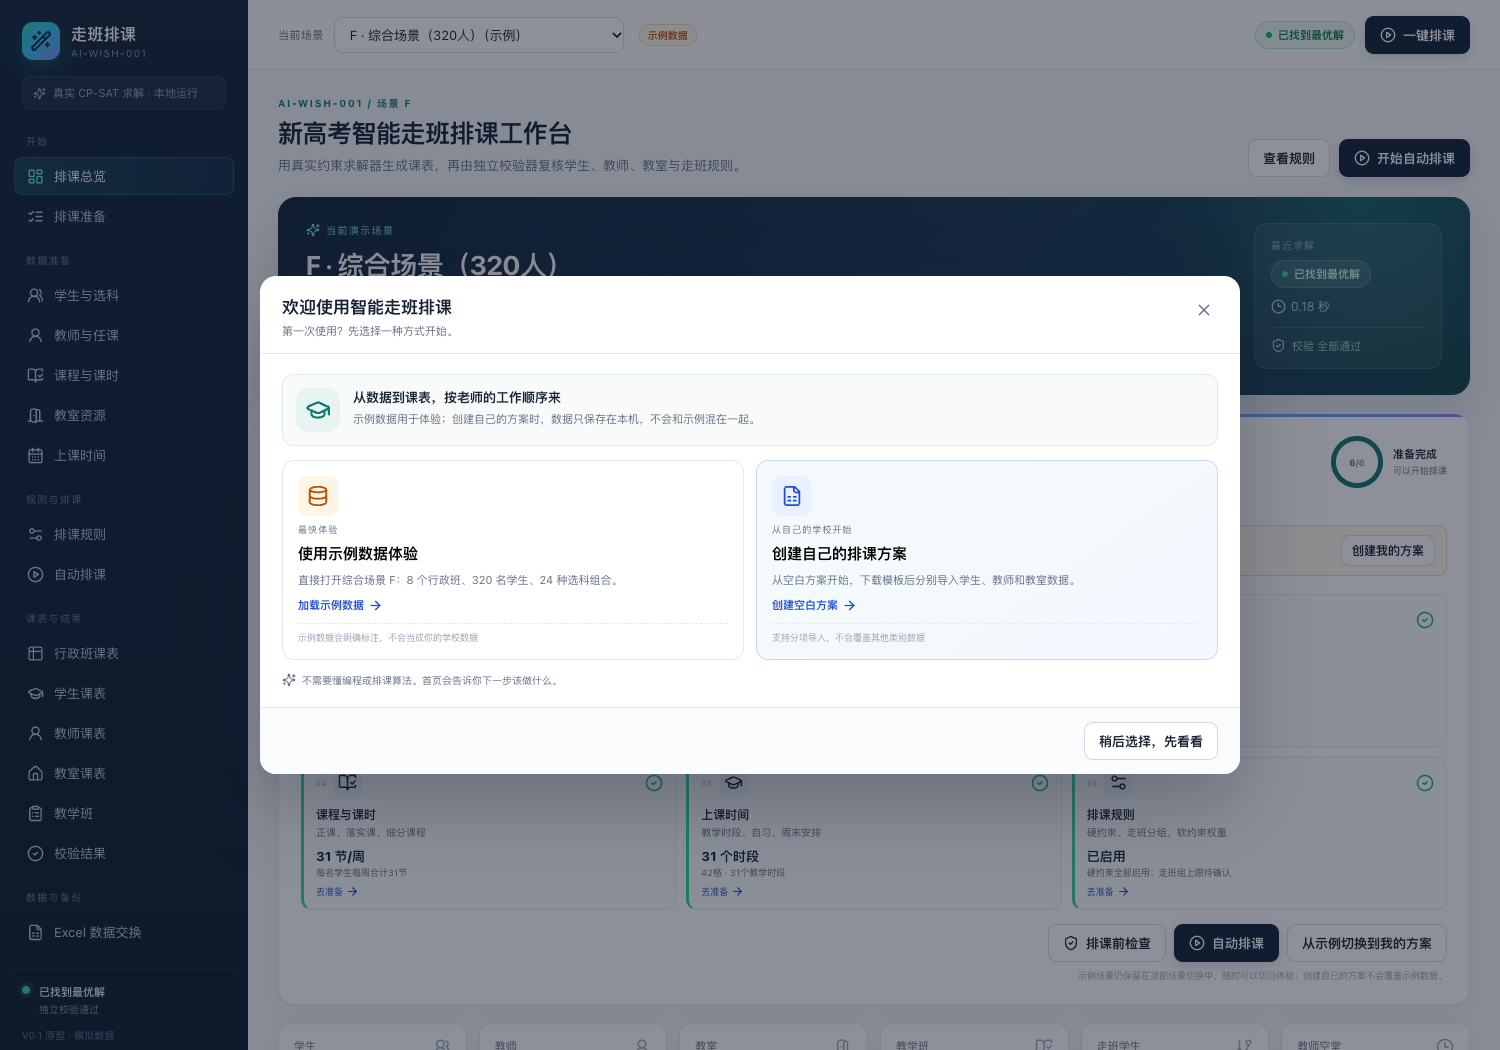 走班排课
AI-WISH-001
真实 CP-SAT 求解 · 本地运行
开始
排课总览
排课准备
数据准备
学生与选科
教师与任课
课程与课时
教室资源
上课时间
规则与排课
排课规则
自动排课
课表与结果
行政班课表
学生课表
教师课表
教室课表
教学班
校验结果
数据与备份
Excel 数据交换
已找到最优解
独立校验通过
V0.1 原型 · 模拟数据
当前场景
F · 综合场景（320人）（示例）
示例数据
已找到最优解
一键排课
AI-WISH-001 / 场景 F
新高考智能走班排课工作台
用真实约束求解器生成课表，再由独立校验器复核学生、教师、教室与走班规则。
查看规则
开始自动排课
当前演示场景
F · 综合场景（320人）
最近求解
已找到最优解
0.18 秒
校验 全部通过
欢迎使用智能走班排课
第一次使用？先选择一种方式开始。
从数据到课表，按老师的工作顺序来
示例数据用于体验；创建自己的方案时，数据只保存在本机，不会和示例混在一起。
最快体验
使用示例数据体验
直接打开综合场景 F：8 个行政班、320 名学生、24 种选科组合。
加载示例数据
示例数据会明确标注，不会当成你的学校数据
从自己的学校开始
创建自己的排课方案
从空白方案开始，下载模板后分别导入学生、教师和教室数据。
创建空白方案
支持分项导入，不会覆盖其他类别数据
不需要懂编程或排课算法。首页会告诉你下一步该做什么。
稍后选择，先看看
6/6
准备完成
可以开始排课
创建我的方案
04
课程与课时
正课、落实课、细分课程
31 节/周
每名学生每周合计31节
去准备
05
上课时间
教学时段、自习、周末安排
31 个时段
42格 · 31个教学时段
去准备
06
排课规则
硬约束、走班分组、软约束权重
已启用
硬约束全部启用；走班组上限待确认
去准备
排课前检查
自动排课
从示例切换到我的方案
示例场景仍保留在顶部场景切换中，随时可以切回体验；创建自己的方案不会覆盖示例数据。
学生
教师
教室
教学班
走班学生
教师空堂